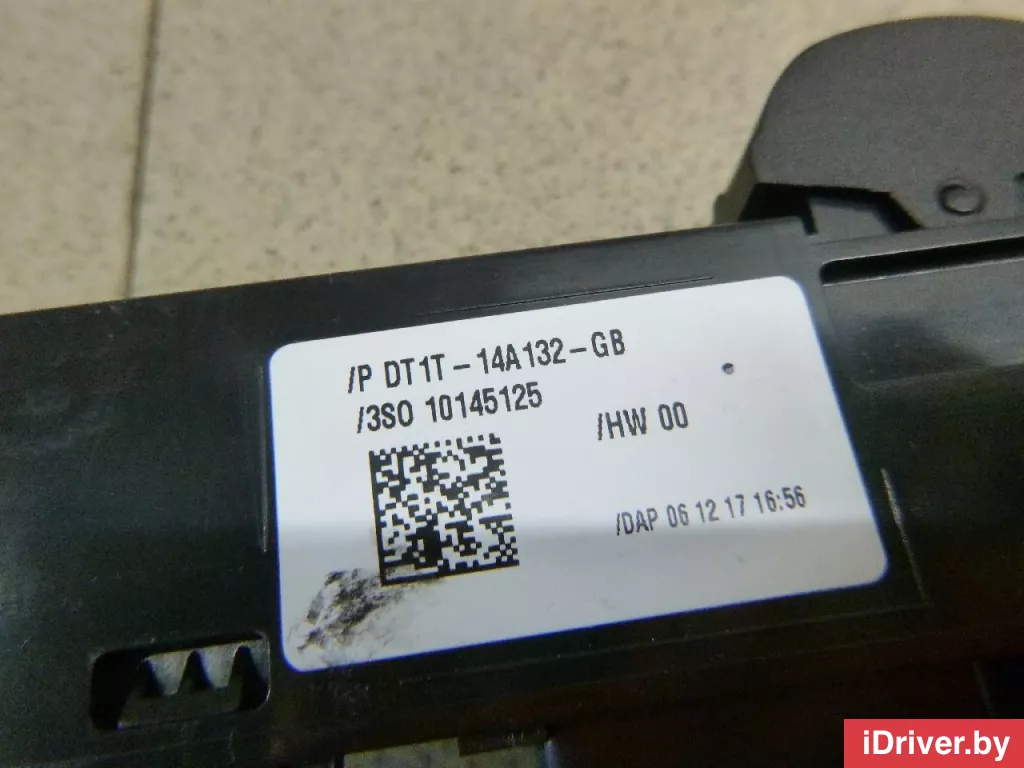 /P DT1T-14A132-GB
/3SO 10145125
/HW 00
/DAP 06 12 17 16:56
iDriver.by